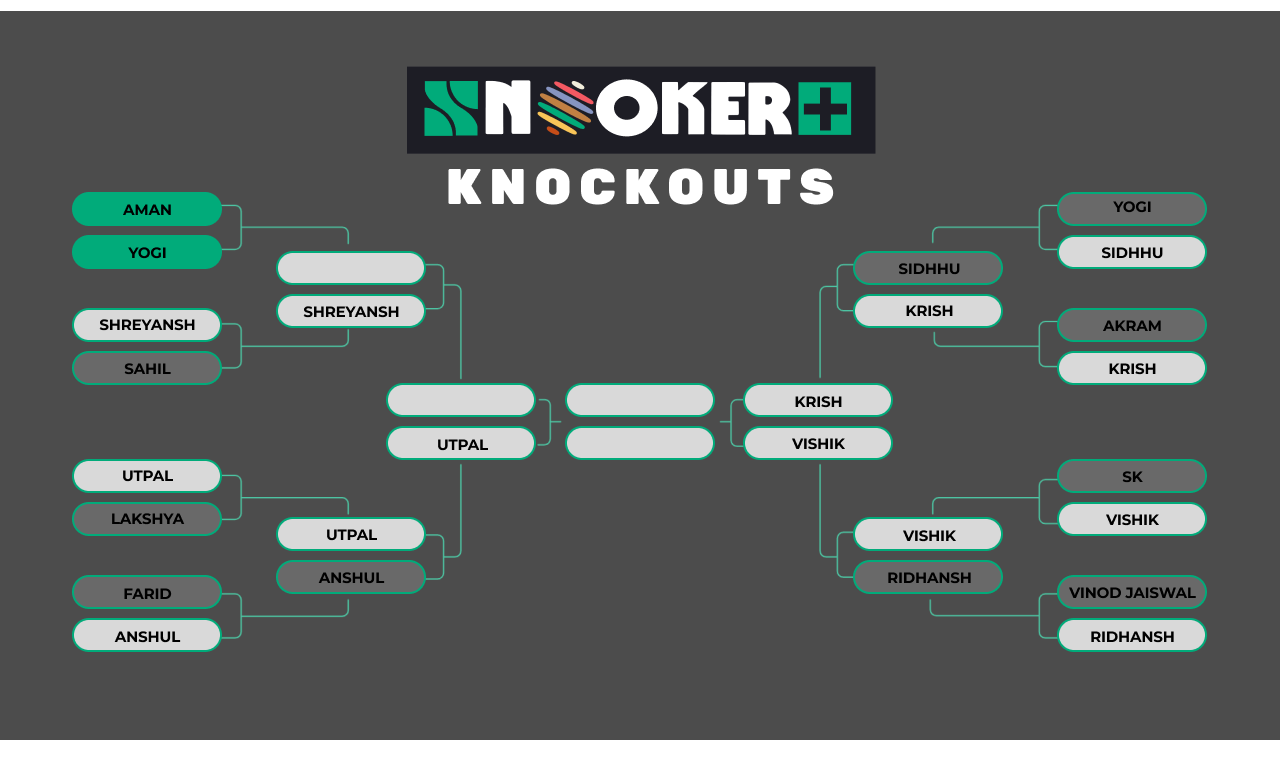 SNOOKER+
KNOCKOUTS
AMAN
YOGI
SHREYANSH
SAHIL
SHREYANSH
UTPAL
LAKSHYA
FARID
ANSHUL
UTPAL
ANSHUL
UTPAL
KRISH
VISHIK
SIDHHU
KRISH
VISHIK
RIDHANSH
YOGI
SIDHHU
AKRAM
KRISH
SK
VISHIK
VINOD JAISWAL
RIDHANSH